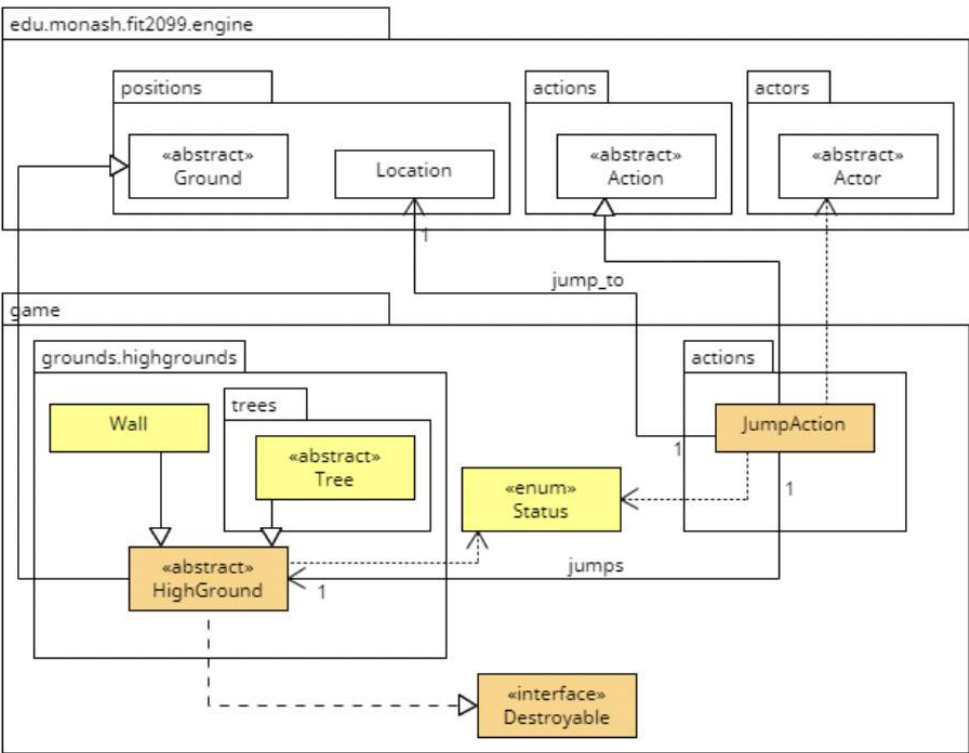 edu.monash.fit2099.engine
positions
actions
actors
«abstract»
Ground
Location
«abstract»
Action
«abstract»
Actor
1
jump_to
game
grounds.highgrounds
actions
trees
Wall
JumpAction
«abstract»
Tree
1
«enum»
Status
1
«abstract»
HighGround
jumps
1
«interface»
Destroyable